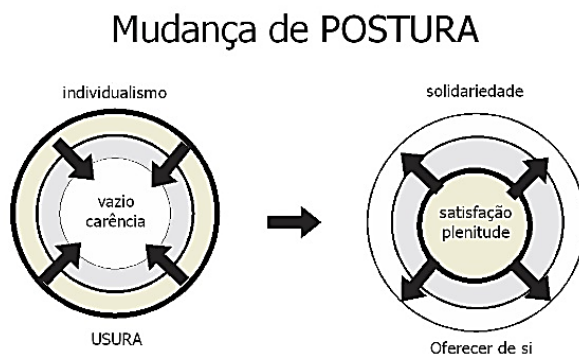 Mudança de POSTURA
individualismo
vazio
carência
USURA
solidariedade
satisfação
plenitude
Oferecer de si